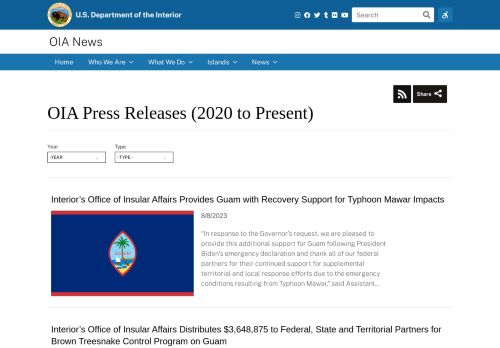 U.S. Department of the Interior
Search
OIA News
Home Who We Are What We Do Islands News
Share
OIA Press Releases (2020 to Present)
Year Type
-YEAR - TYPE -
Interior's Office of Insular Affairs Provides Guam with Recovery Support for Typhoon Mawar Impacts
GUAM
8/8/2023
"In response to the Governor's request, we are pleased to
provide this additional support for Guam following President
Biden's emergency declaration and thank all of our federal
partners for their continued support for supplemental
territorial and local response efforts due to the emergency
conditions resulting from Typhoon Mawar," said Assistant...
Interior's Office of Insular Affairs Distributes $3,648,875 to Federal, State and Territorial Partners for
Brown Treesnake Control Program on Guam